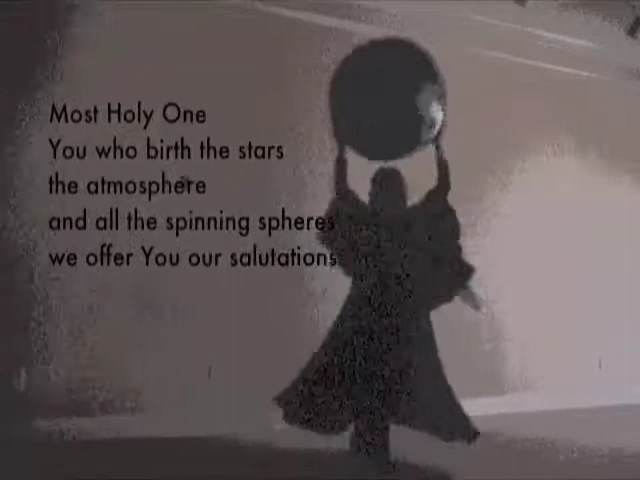 Most Holy One
You who birth the stars
the atmosphere
and all the spinning spheres
we offer You our salutations